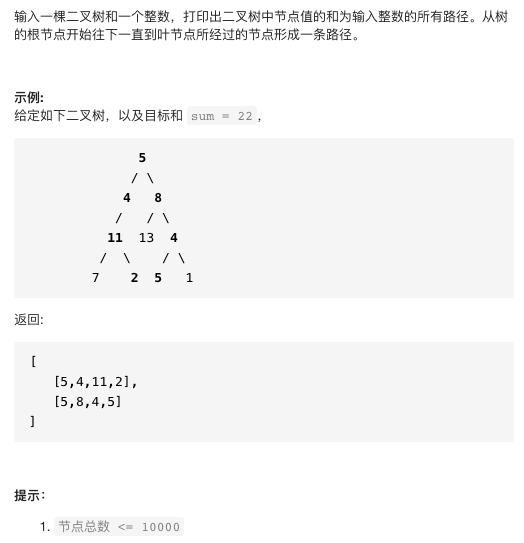 输入一棵二叉树和一个整数，打印出二叉树中节点值的和为输入整数的所有路径。从树
的根节点开始往下一直到叶节点所经过的节点形成一条路径。
示例:
给定如下二叉树，以及目标和 sum = 22，
              5
             / \
            4   8
           /   / \
          11  13  4
         /  \    / \
        7    2  5   1
返回:
[
   [5,4,11,2],
   [5,8,4,5]
]
提示：
1. 节点总数 <= 10000